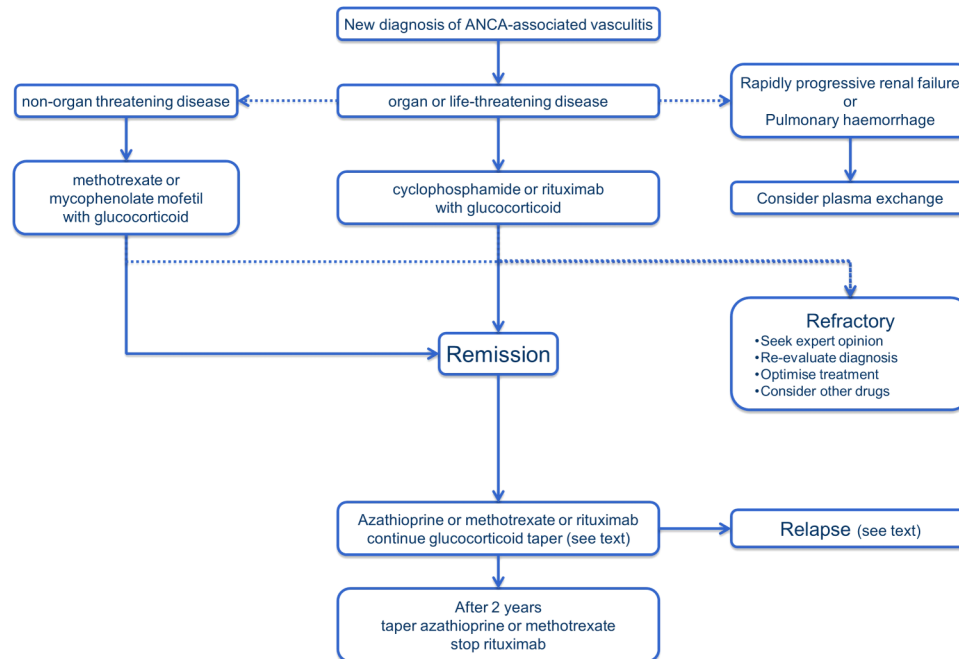 New diagnosis of ANCA-associated vasculitis
non-organ threatening disease
organ or life-threatening disease
Rapidly progressive renal failure
or
Pulmonary haemorrhage
methotrexate or
mycophenolate mofetil
with glucocorticoid
cyclophosphamide or rituximab
with glucocorticoid
Consider plasma exchange
Remission
Refractory
•Seek expert opinion
•Re-evaluate diagnosis
•Optimise treatment
•Consider other drugs
Azathioprine or methotrexate or rituximab
continue glucocorticoid taper (see text)
Relapse (see text)
After 2 years
taper azathioprine or methotrexate
stop rituximab